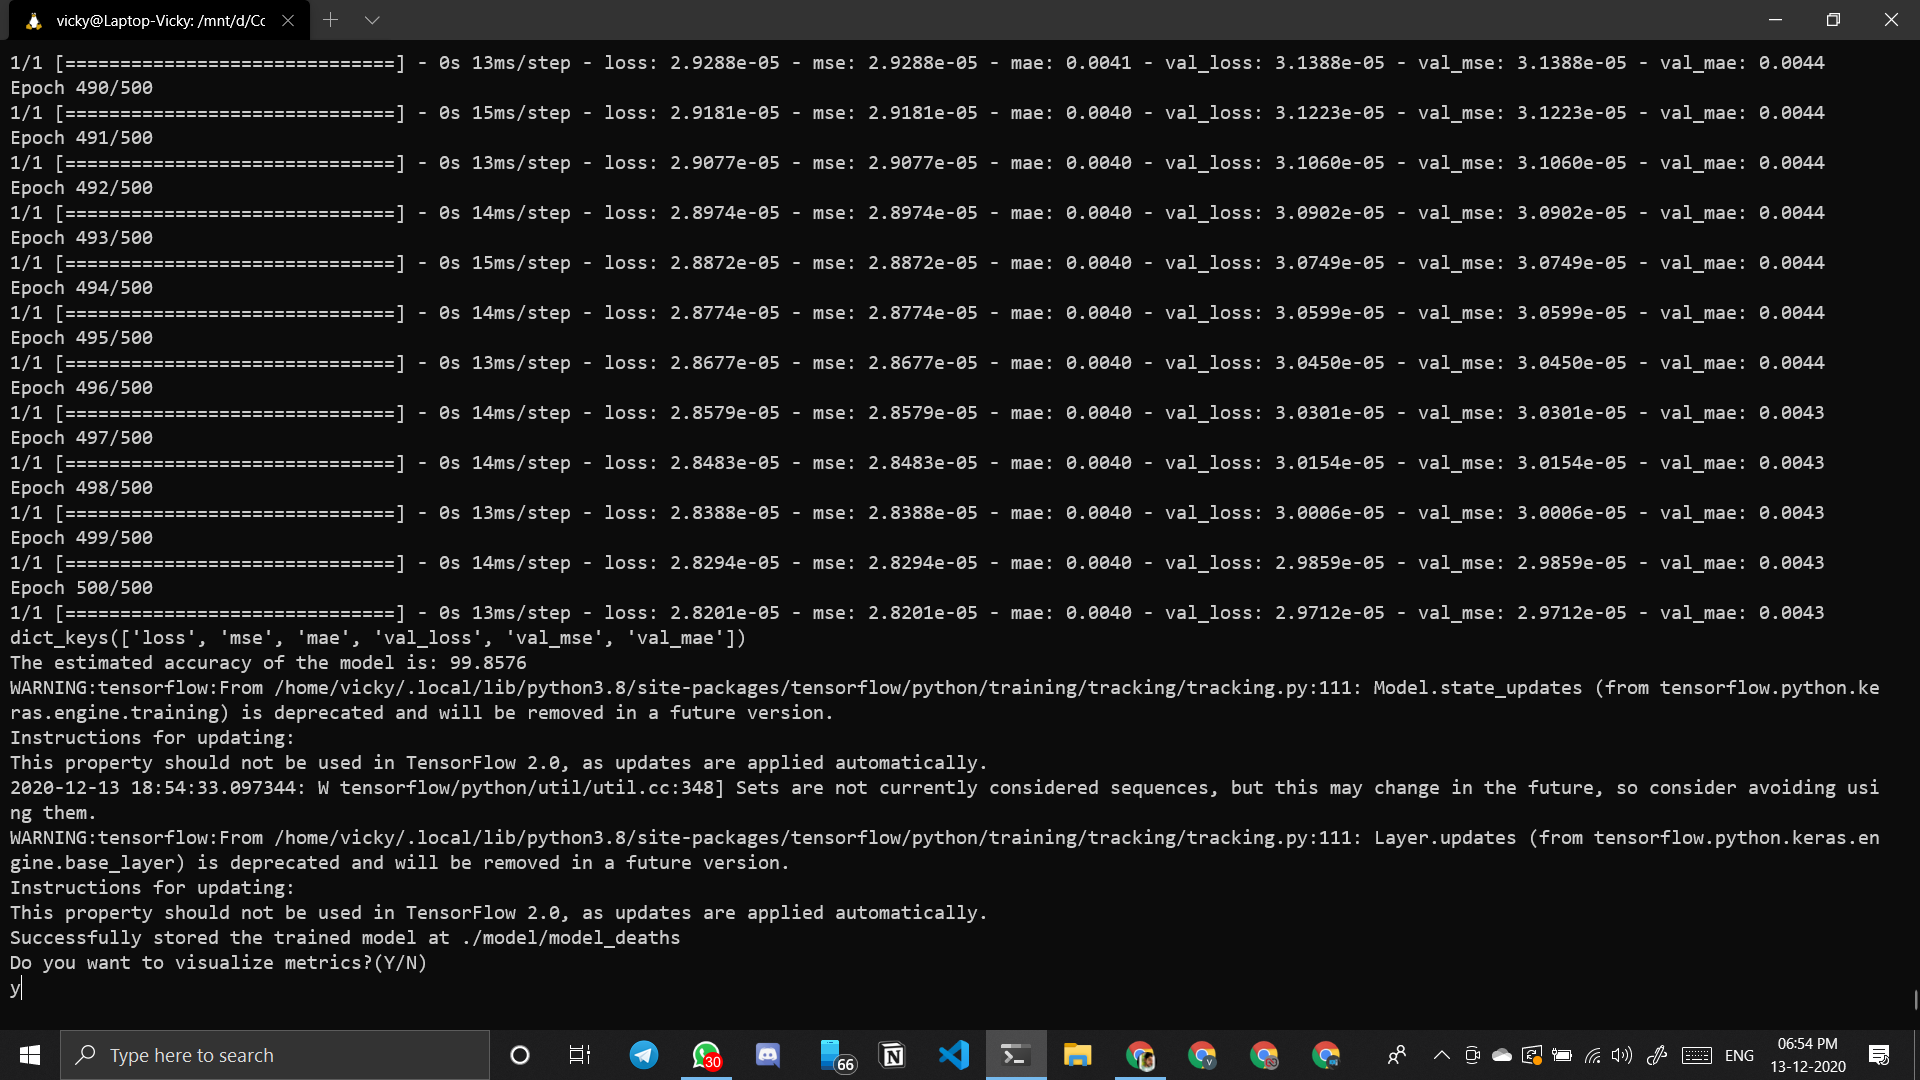 vicky@Laptop-Vicky: /mnt/d/Cc
1/1 [==============================] - 0s 13ms/step - loss: 2.9288e-05 - mse: 2.9288e-05 - mae: 0.0041 - val_loss: 3.1388e-05 - val_mse: 3.1388e-05 - val_mae: 0.0044
Epoch 490/500
1/1 [==============================] - 0s 15ms/step - loss: 2.9181e-05 - mse: 2.9181e-05 - mae: 0.0040 - val_loss: 3.1223e-05 - val_mse: 3.1223e-05 - val_mae: 0.0044
Epoch 491/500
1/1 [==============================] - 0s 13ms/step - loss: 2.9077e-05 - mse: 2.9077e-05 - mae: 0.0040 - val_loss: 3.1060e-05 - val_mse: 3.1060e-05 - val_mae: 0.0044
Epoch 492/500
1/1 [==============================] - 0s 14ms/step - loss: 2.8974e-05 - mse: 2.8974e-05 - mae: 0.0040 - val_loss: 3.0902e-05 - val_mse: 3.0902e-05 - val_mae: 0.0044
Epoch 493/500
1/1 [==============================] - 0s 15ms/step - loss: 2.8872e-05 - mse: 2.8872e-05 - mae: 0.0040 - val_loss: 3.0749e-05 - val_mse: 3.0749e-05 - val_mae: 0.0044
Epoch 494/500
1/1 [==============================] - 0s 14ms/step - loss: 2.8774e-05 - mse: 2.8774e-05 - mae: 0.0040 - val_loss: 3.0599e-05 - val_mse: 3.0599e-05 - val_mae: 0.0044
Epoch 495/500
1/1 [==============================] - 0s 13ms/step - loss: 2.8677e-05 - mse: 2.8677e-05 - mae: 0.0040 - val_loss: 3.0450e-05 - val_mse: 3.0450e-05 - val_mae: 0.0044
Epoch 496/500
1/1 [==============================] - 0s 14ms/step - loss: 2.8579e-05 - mse: 2.8579e-05 - mae: 0.0040 - val_loss: 3.0301e-05 - val_mse: 3.0301e-05 - val_mae: 0.0043
Epoch 497/500
1/1 [==============================] - 0s 14ms/step - loss: 2.8483e-05 - mse: 2.8483e-05 - mae: 0.0040 - val_loss: 3.0154e-05 - val_mse: 3.0154e-05 - val_mae: 0.0043
Epoch 498/500
1/1 [==============================] - 0s 13ms/step - loss: 2.8388e-05 - mse: 2.8388e-05 - mae: 0.0040 - val_loss: 3.0006e-05 - val_mse: 3.0006e-05 - val_mae: 0.0043
Epoch 499/500
1/1 [==============================] - 0s 14ms/step - loss: 2.8294e-05 - mse: 2.8294e-05 - mae: 0.0040 - val_loss: 2.9859e-05 - val_mse: 2.9859e-05 - val_mae: 0.0043
Epoch 500/500
1/1 [==============================] - 0s 13ms/step - loss: 2.8201e-05 - mse: 2.8201e-05 - mae: 0.0040 - val_loss: 2.9712e-05 - val_mse: 2.9712e-05 - val_mae: 0.0043
dict_keys(['loss', 'mse', 'mae', 'val_loss', 'val_mse', 'val_mae'])
The estimated accuracy of the model is: 99.8576
WARNING:tensorflow:From /home/vicky/.local/lib/python3.8/site-packages/tensorflow/python/training/tracking/tracking.py:111: Model.state_updates (from tensorflow.python.ke
ras.engine.training) is deprecated and will be removed in a future version.
Instructions for updating:
This property should not be used in TensorFlow 2.0, as updates are applied automatically.
2020-12-13 18:54:33.097344: W tensorflow/python/util/util.cc:348] Sets are not currently considered sequences, but this may change in the future, so consider avoiding usi
ng them.
WARNING:tensorflow:From /home/vicky/.local/lib/python3.8/site-packages/tensorflow/python/training/tracking/tracking.py:111: Layer.updates (from tensorflow.python.keras.en
gine.base_layer) is deprecated and will be removed in a future version.
Instructions for updating:
This property should not be used in TensorFlow 2.0, as updates are applied automatically.
Successfully stored the trained model at ./model/model_deaths
Do you want to visualize metrics?(Y/N)
y
Type here to search
30
66
ENG
06:54 PM
13-12-2020